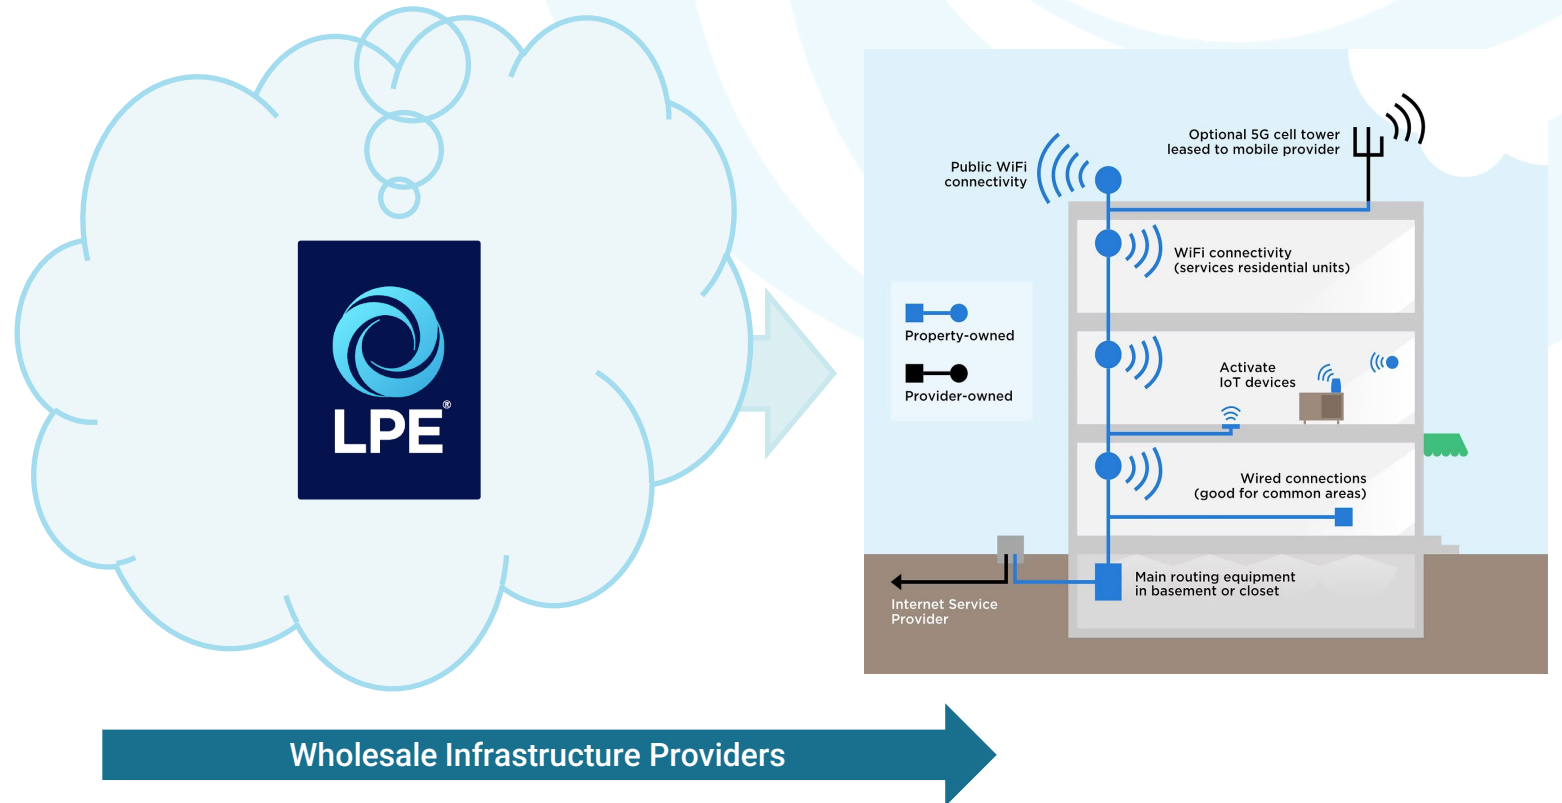 LPE®
Optional 5G cell tower
leased to mobile provider
Public WiFi
connectivity
WiFi connectivity
(services residential units)
Property-owned
Provider-owned
Activate
IoT devices
Wired connections
(good for common areas)
Main routing equipment
in basement or closet
Internet Service
Provider
Wholesale Infrastructure Providers